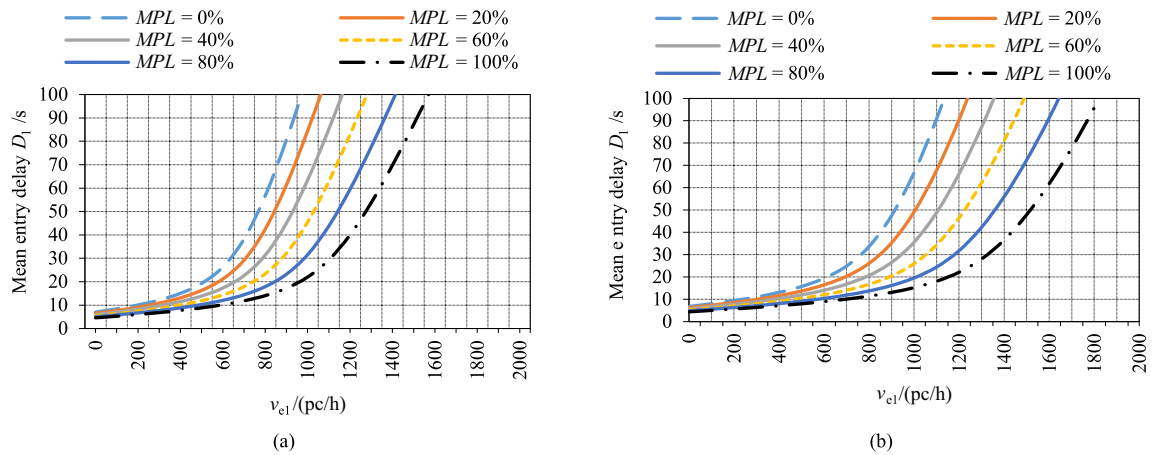 MPL = 0%
MPL = 20%
MPL = 40%
MPL = 60%
MPL = 80%
MPL = 100%
Mean entry delay D1 /s
100
90
80
70
60
50
40
30
20
10
0
0
200
400
600
800
1000
1200
1400
1600
1800
2000
ve1/(pc/h)
(a)
MPL = 0%
MPL = 20%
MPL = 40%
MPL = 60%
MPL = 80%
MPL = 100%
Mean e ntry delay D1 /s
100
90
80
70
60
50
40
30
20
10
0
0
200
400
600
800
1000
1200
1400
1600
1800
2000
ve1/(pc/h)
(b)